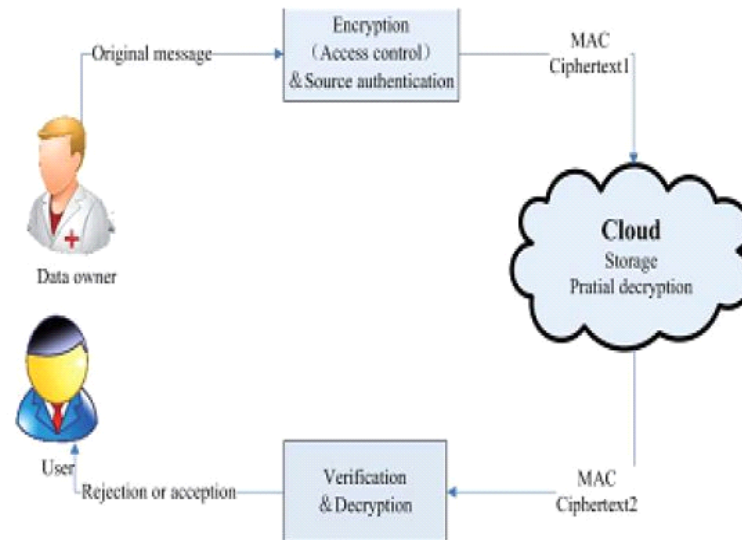 Encryption
Original message
（Access control）
＆Source authentication
MAC
Ciphertext1
Data owner
Cloud
Storage
Pratial decryption
User
Rejection or acception
Verification
＆Decryption
MAC
Ciphertext2